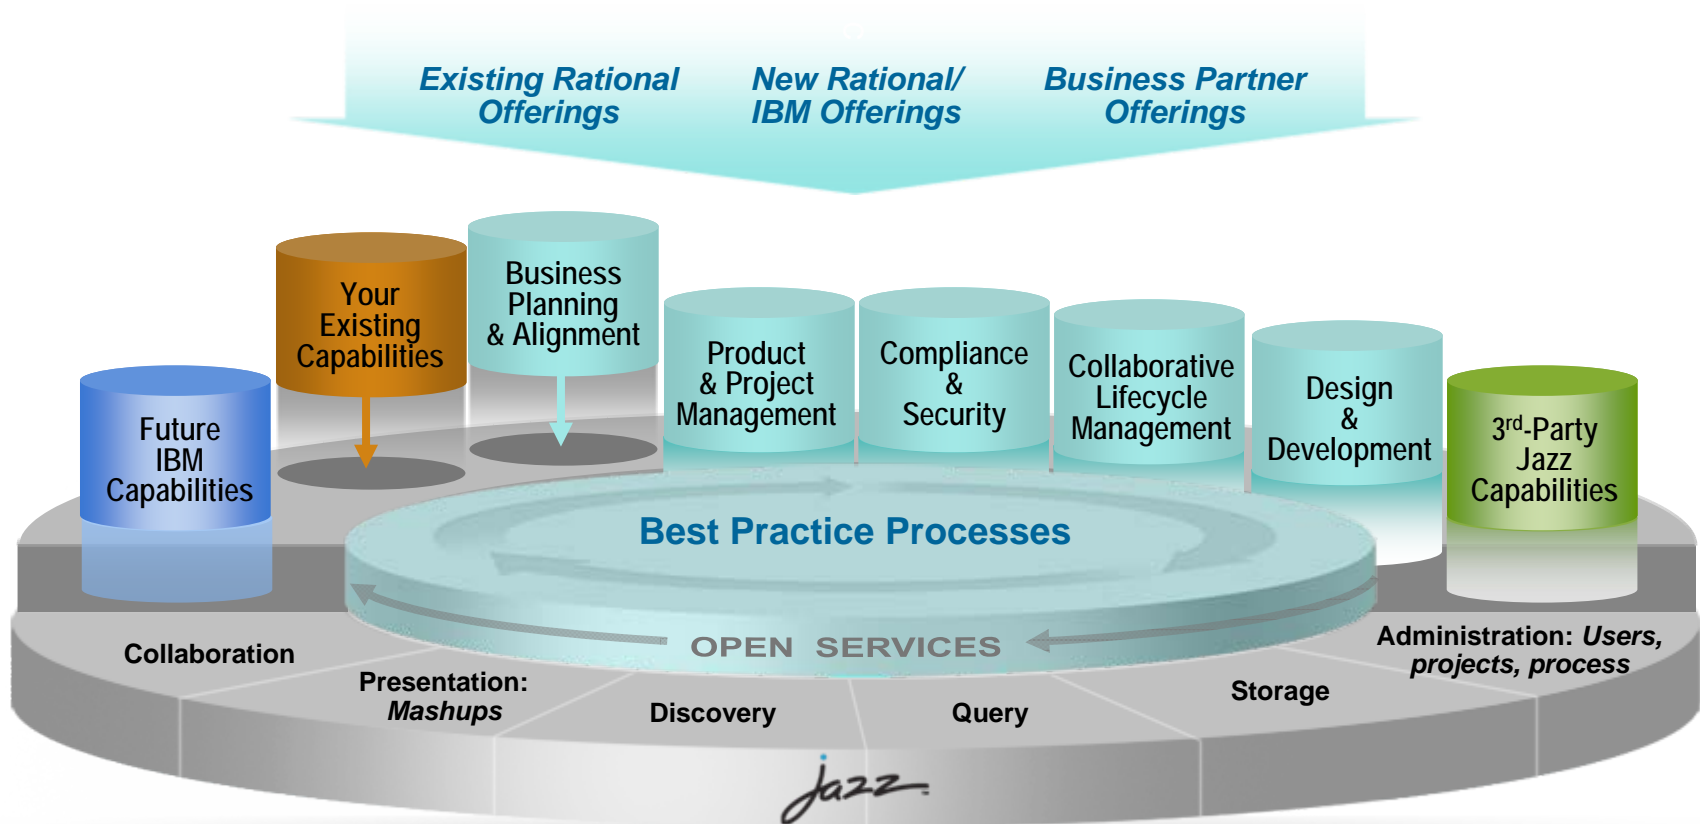 Existing Rational
Offerings
New Rational/
IBM Offerings
Business Partner
Offerings
Future
IBM
Capabilities
Your
Existing
Capabilities
Business
Planning
& Alignment
Product
& Project
Management
Compliance
&
Security
Collaborative
Lifecycle
Management
Design
&
Development
3rd-Party
Jazz
Capabilities
Best Practice Processes
OPEN SERVICES
Collaboration
Presentation:
Mashups
Discovery
Query
Storage
Administration: Users,
projects, process
jazz